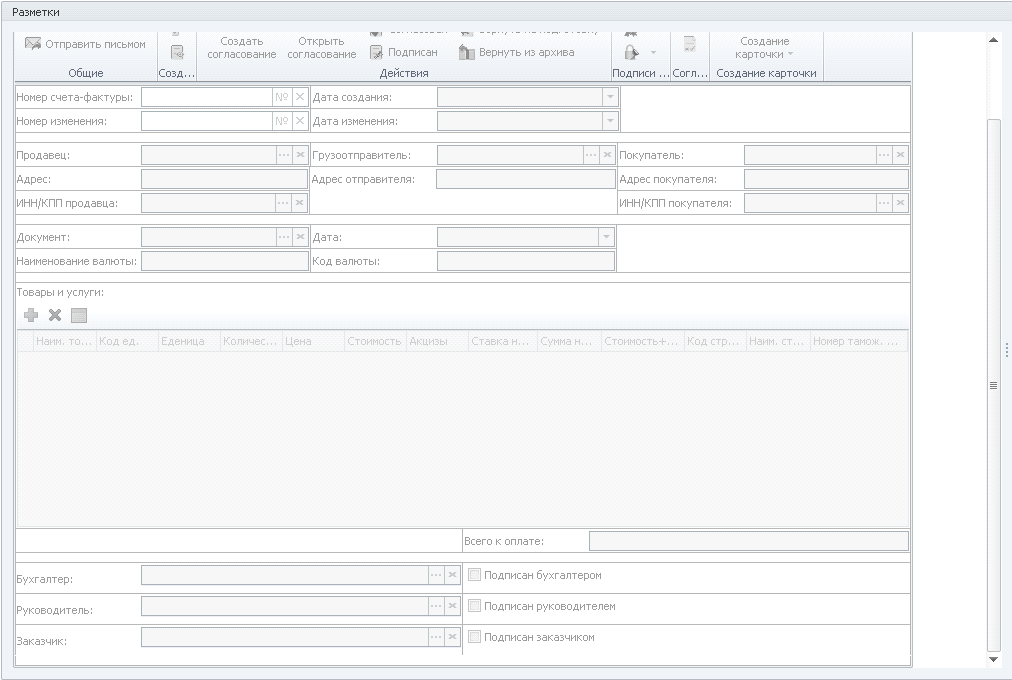 Разметки
Отправить письмом
Создать согласование
Открыть согласование
Подписан
Вернуть из архива
Создание карточки
Общие
Созд...
Действия
Подписи ...
Согл...
Создание карточки
Номер счета-фактуры: № Дата создания:
Номер изменения: № Дата изменения:
Продавец: Грузоотправитель: Покупатель:
Адрес: Адрес отправителя: Адрес покупателя:
ИНН/КПП продавца: ИНН/КПП покупателя:
Документ: Дата:
Наименование валюты: Код валюты:
Товары и услуги:
Наим. то... Код ед. Еденица Количес... Цена Стоимость Акцизы Ставка н... Сумма н... Стоимость+... Код стр... Наим. ст... Номер тамож. ...
Всего к оплате:
Бухгалтер: Подписан бухгалтером
Руководитель: Подписан руководителем
Заказчик: Подписан заказчиком